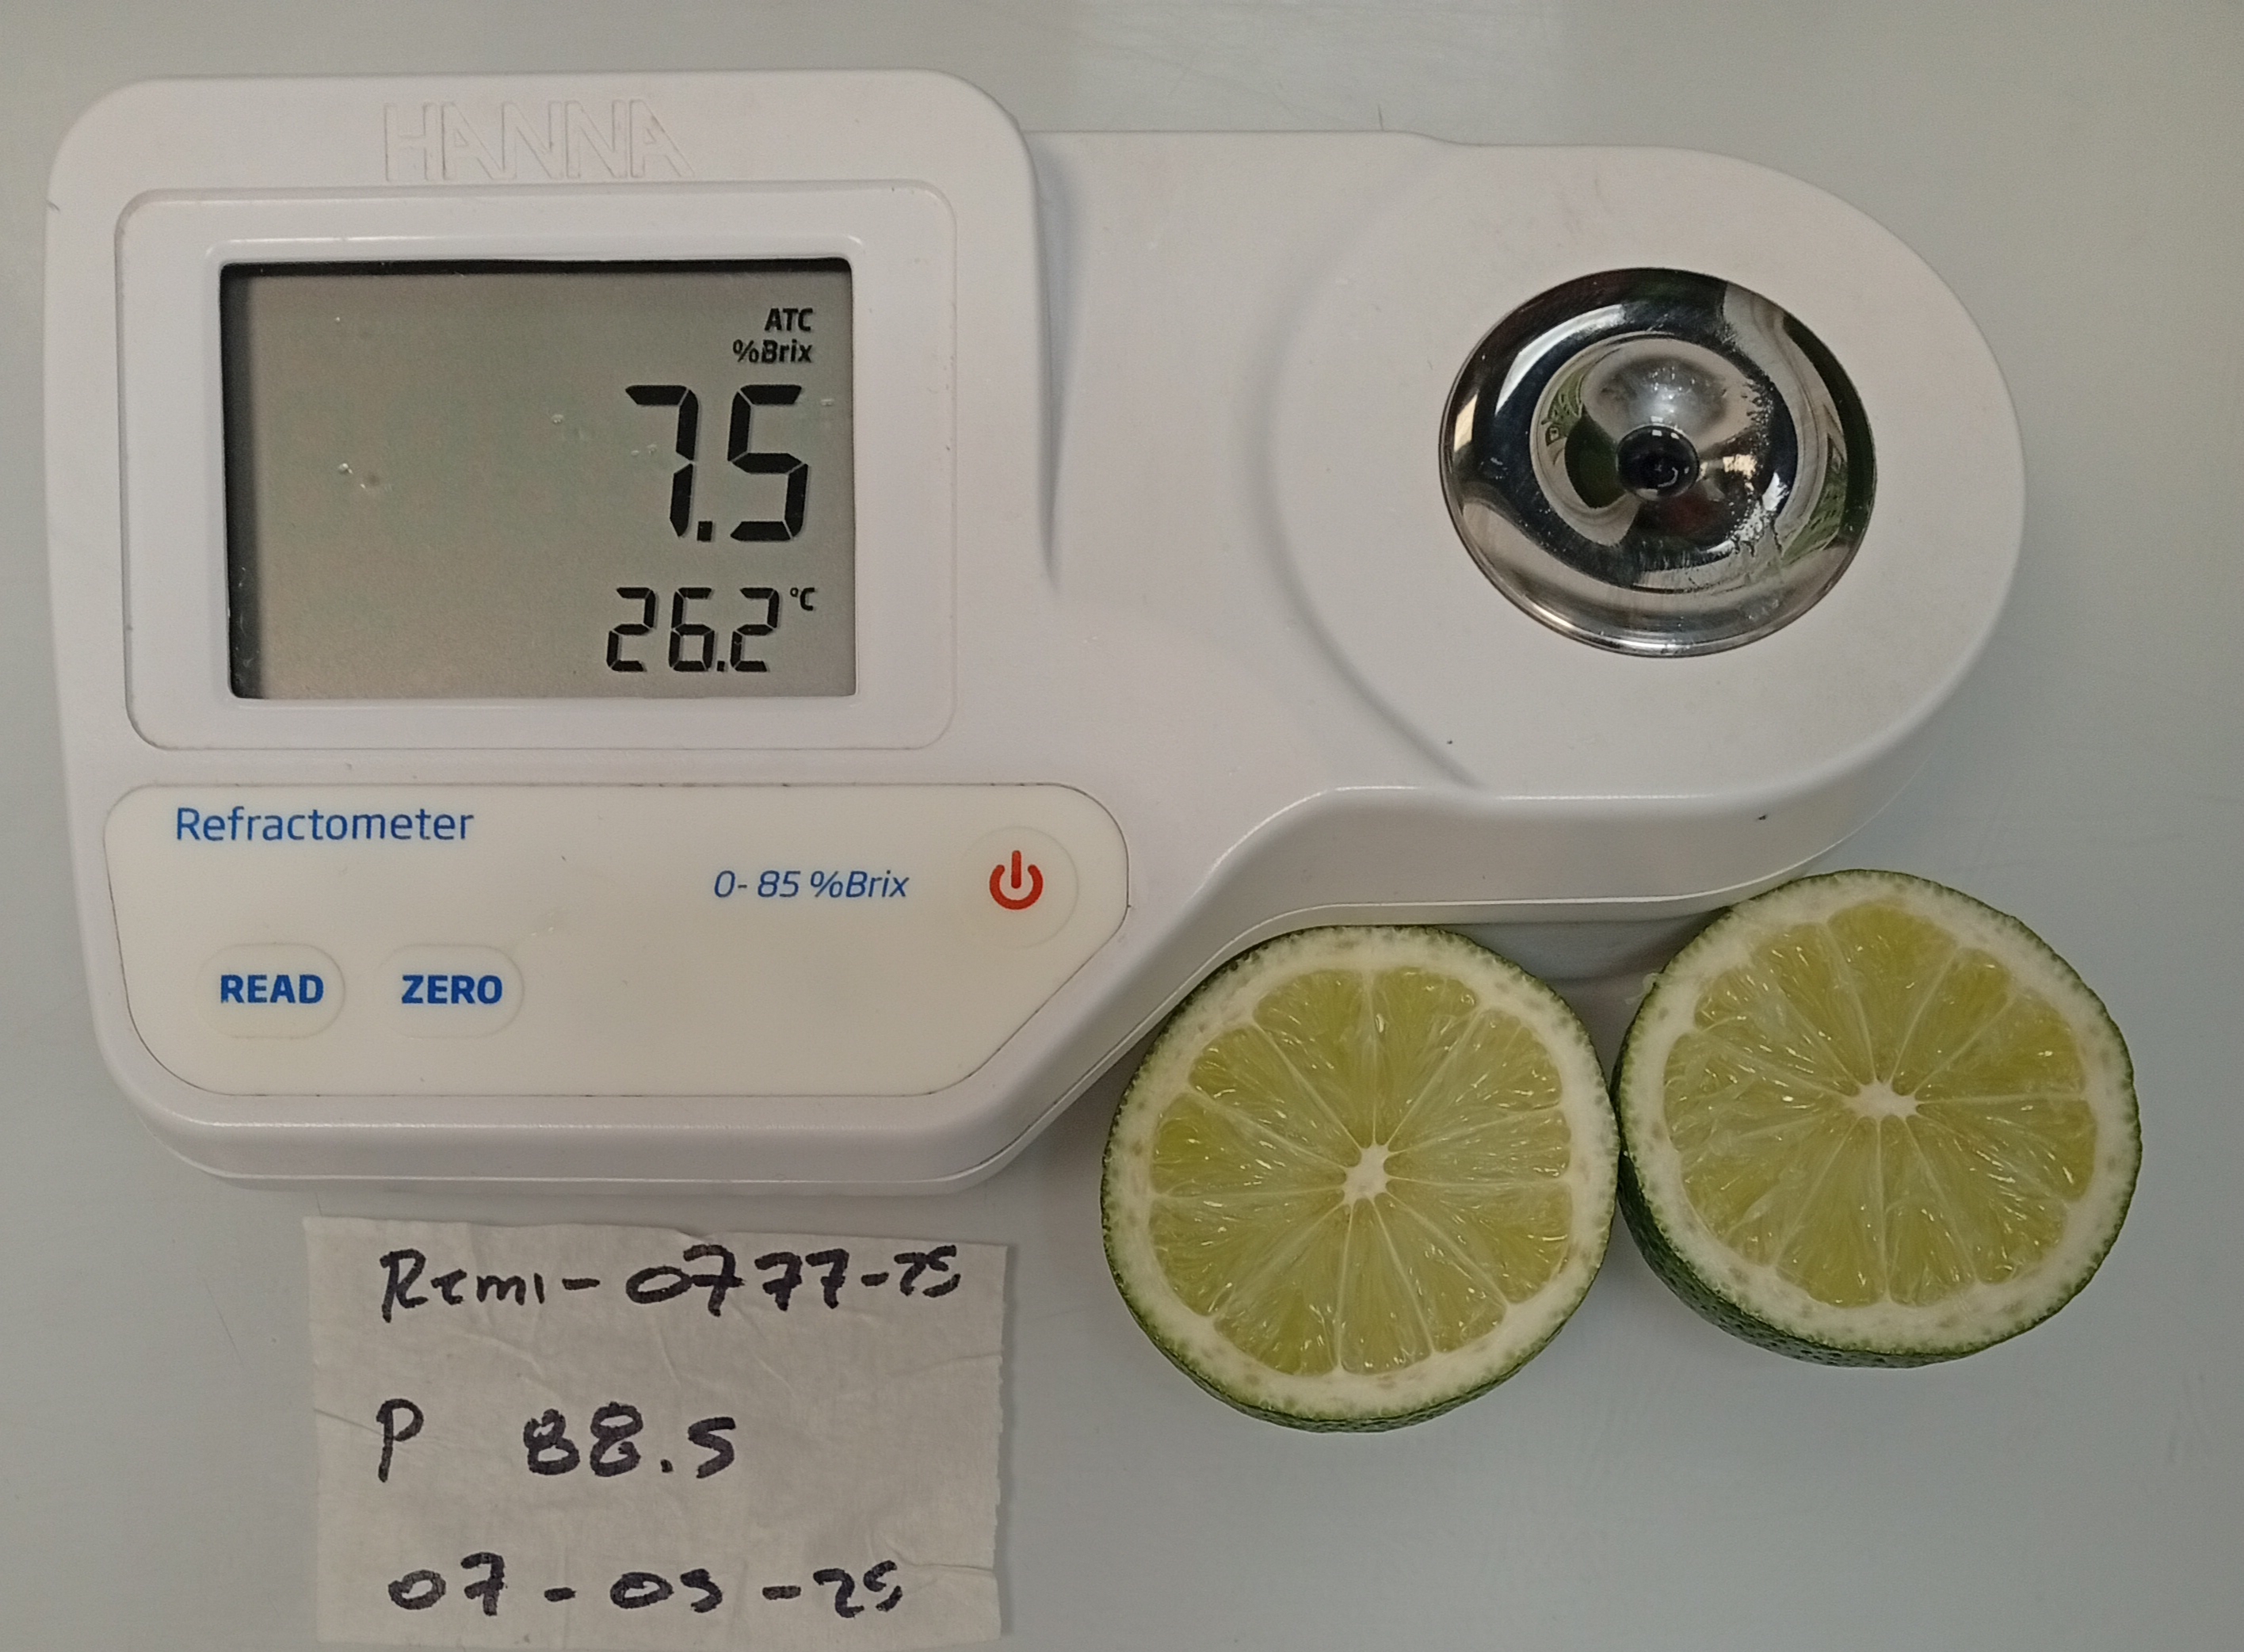 HANNA
ATC
%Brix
7.5
26.2°C
Refractometer
0-85 %Brix
READ ZERO
Remi-0777-25
P 88.5
07-05-25